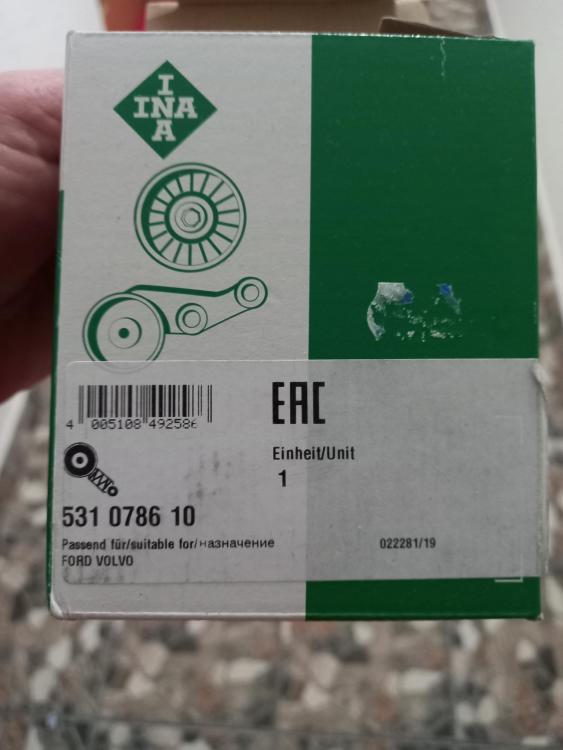 INA
INA
EAC
4 005108 492586
Einheit/Unit
1
531 0786 10
Passend für/suitable for/назначение
022281/19
FORD VOLVO